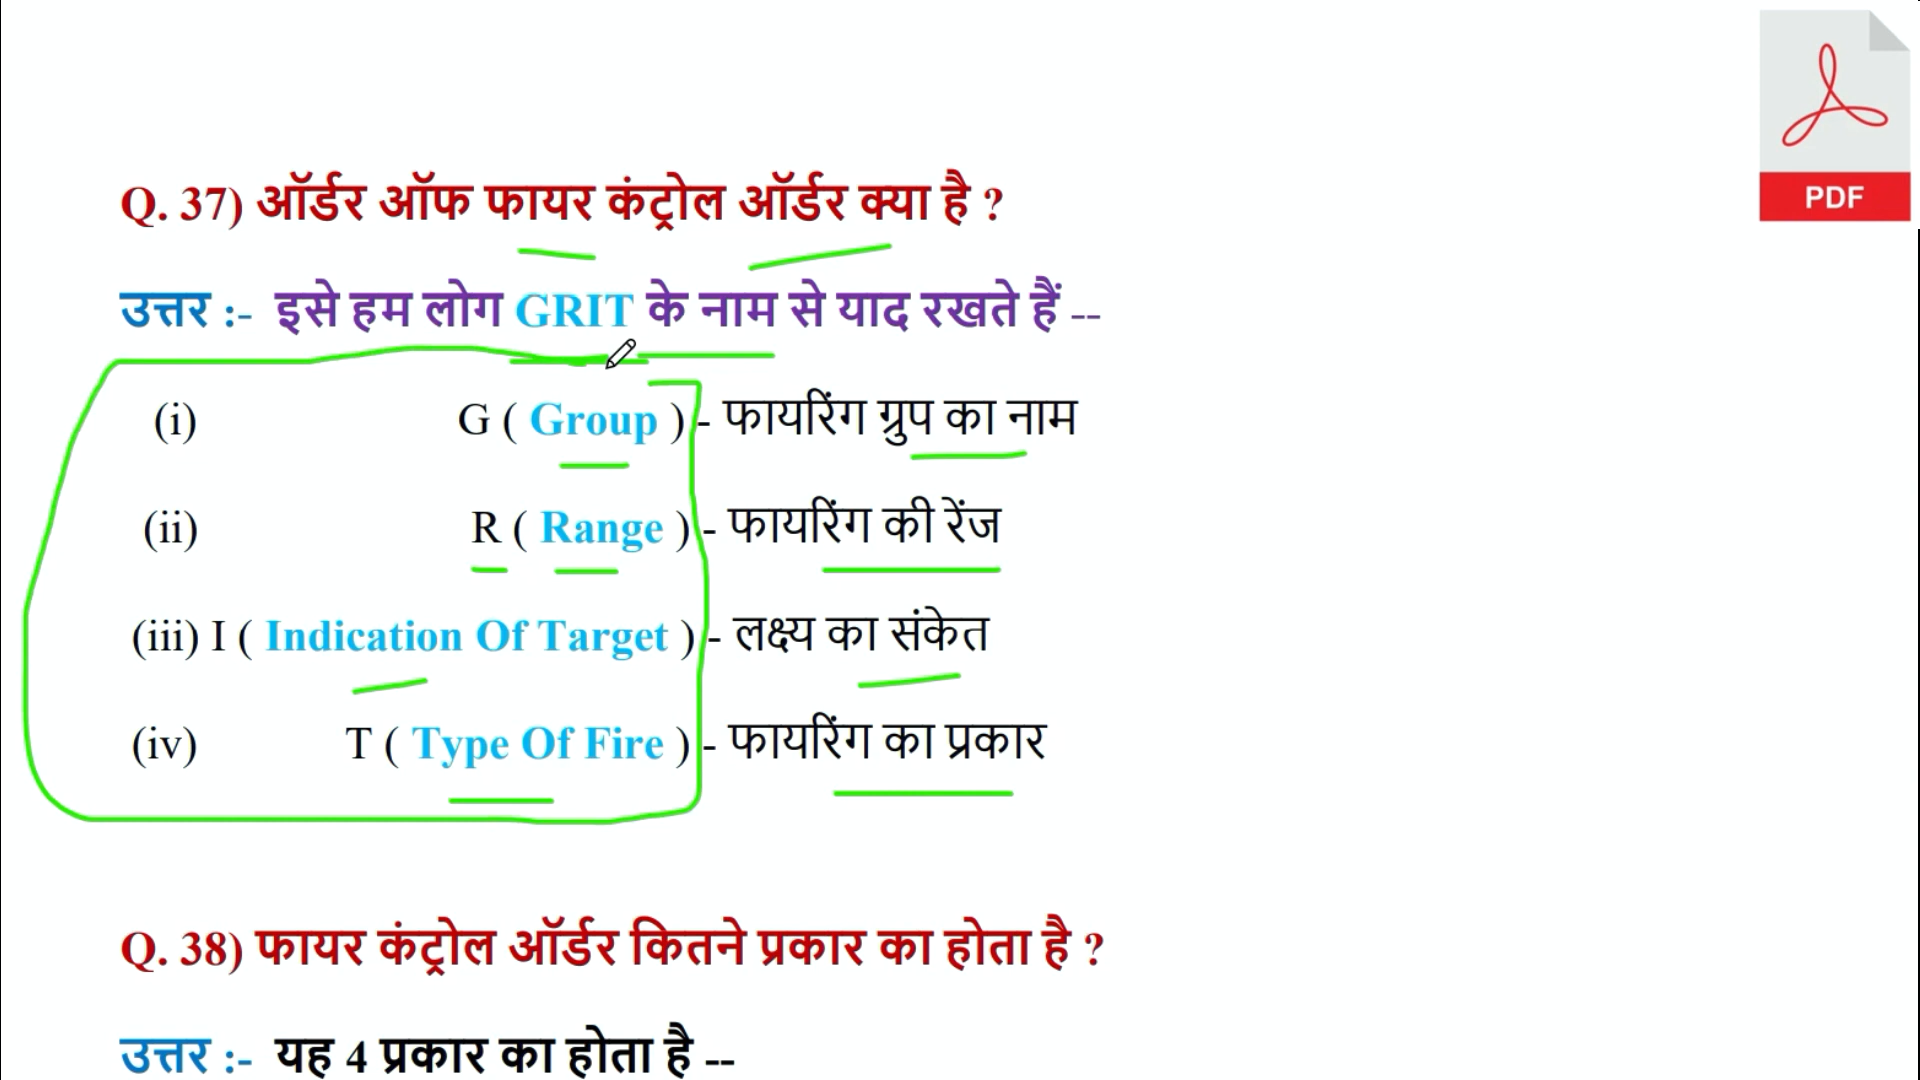 PDF
Q. 37) ऑर्डर ऑफ फायर कंट्रोल ऑर्डर क्या है ?
उत्तर :- इसे हम लोग GRIT के नाम से याद रखते हैं --
(i) G ( Group ) - फायरिंग ग्रुप का नाम
(ii) R ( Range ) - फायरिंग की रेंज
(iii) I ( Indication Of Target ) - लक्ष्य का संकेत
(iv) T ( Type Of Fire ) - फायरिंग का प्रकार
Q. 38) फायर कंट्रोल ऑर्डर कितने प्रकार का होता है ?
उत्तर :- यह 4 प्रकार का होता है --